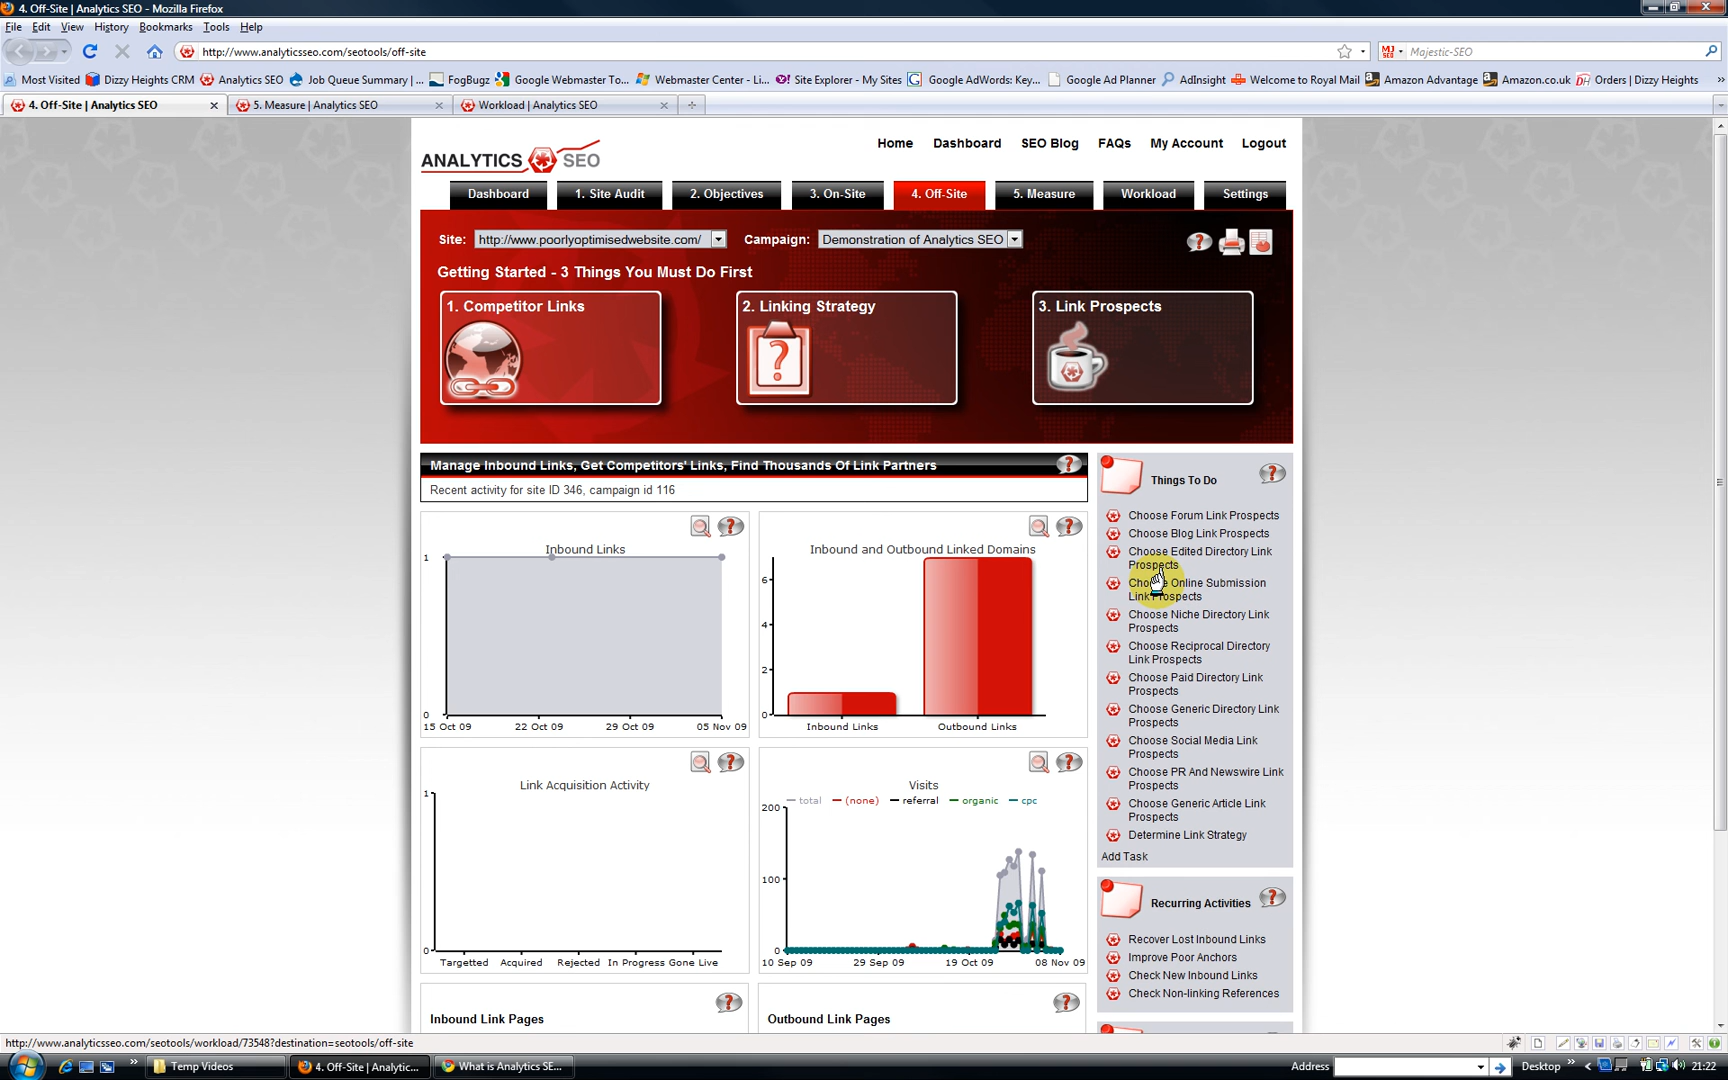 4. Off-Site | Analytics SEO - Mozilla Firefox
File Edit View History Bookmarks Tools Help
http://www.analyticsseo.com/seotools/off-site
Majestic-SEO
Most Visited Dizzy Heights CRM Analytics SEO Job Queue Summary | ... FogBugz Google Webmaster To... Webmaster Center - Li... Site Explorer - My Sites Google AdWords: Key... Google Ad Planner AdInsight Welcome to Royal Mail Amazon Advantage Amazon.co.uk Orders | Dizzy Heights
4. Off-Site | Analytics SEO 5. Measure | Analytics SEO Workload | Analytics SEO
ANALYTICS SEO
Home Dashboard SEO Blog FAQs My Account Logout
Dashboard 1. Site Audit 2. Objectives 3. On-Site 4. Off-Site 5. Measure Workload Settings
Site: http://www.poorlyoptimisedwebsite.com/ Campaign: Demonstration of Analytics SEO
Getting Started - 3 Things You Must Do First
1. Competitor Links
2. Linking Strategy
3. Link Prospects
Manage Inbound Links, Get Competitors' Links, Find Thousands Of Link Partners
Recent activity for site ID 346, campaign id 116
Inbound Links
1
0
15 Oct 09 22 Oct 09 29 Oct 09 05 Nov 09
Inbound and Outbound Linked Domains
6
4
2
0
Inbound Links Outbound Links
Link Acquisition Activity
1
0
Targetted Acquired Rejected In Progress Gone Live
Visits
total (none) referral organic cpc
200
100
0
10 Sep 09 29 Sep 09 19 Oct 09 08 Nov 09
Inbound Link Pages
Outbound Link Pages
Things To Do
Choose Forum Link Prospects
Choose Blog Link Prospects
Choose Edited Directory Link
Prospects
Choose Online Submission
Link Prospects
Choose Niche Directory Link
Prospects
Choose Reciprocal Directory
Link Prospects
Choose Paid Directory Link
Prospects
Choose Generic Directory Link
Prospects
Choose Social Media Link
Prospects
Choose PR And Newswire Link
Prospects
Choose Generic Article Link
Prospects
Determine Link Strategy
Add Task
Recurring Activities
Recover Lost Inbound Links
Improve Poor Anchors
Check New Inbound Links
Check Non-linking References
http://www.analyticsseo.com/seotools/workload/73548?destination=seotools/off-site
Temp Videos 4. Off-Site | Analytic... What is Analytics SE... Address Desktop 21:22